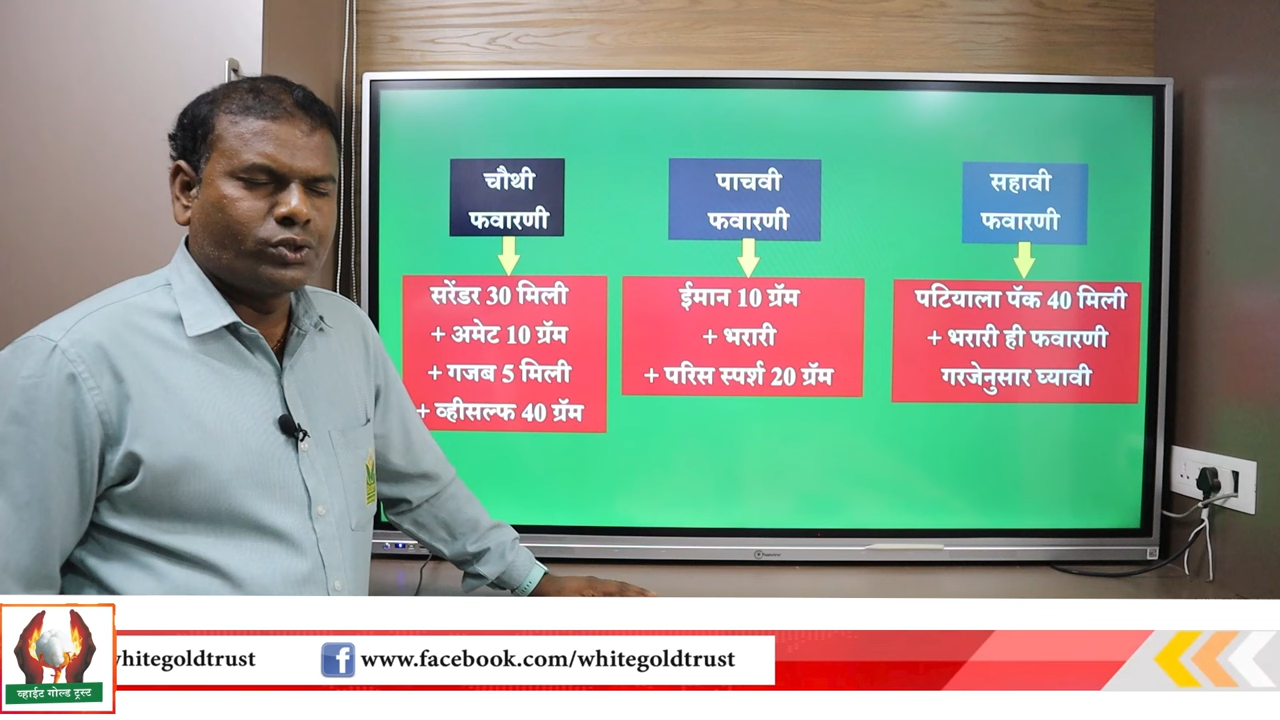 चौथी
फवारणी
सरेंडर 30 मिली
+ अमेट 10 ग्रॅम
+ गजब 5 मिली
+ व्हीसल्फ 40 ग्रॅम
पाचवी
फवारणी
ईमान 10 ग्रॅम
+ भरारी
+ परिस स्पर्श 20 ग्रॅम
सहावी
फवारणी
पटियाला पॅक 40 मिली
+ भरारी ही फवारणी
गरजेनुसार घ्यावी
व्हाईट गोल्ड ट्रस्ट
hitegoldtrust
www.facebook.com/whitegoldtrust